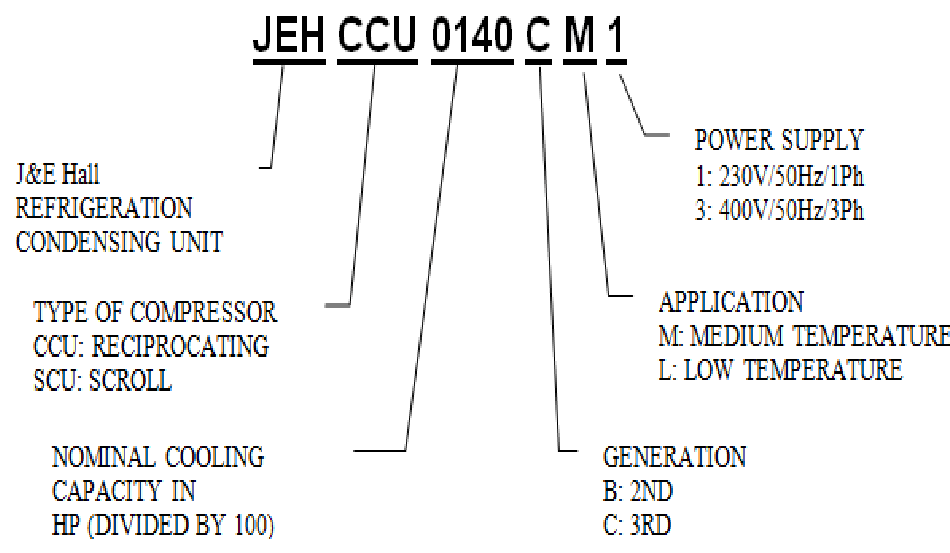 JEH CCU 0140 C M 1
POWER SUPPLY
1: 230V/50Hz/1Ph
3: 400V/50Hz/3Ph
J&E Hall
REFRIGERATION
CONDENSING UNIT
TYPE OF COMPRESSOR
CCU: RECIPROCATING
SCU: SCROLL
APPLICATION
M: MEDIUM TEMPERATURE
L: LOW TEMPERATURE
NOMINAL COOLING
CAPACITY IN
HP (DIVIDED BY 100)
GENERATION
B: 2ND
C: 3RD